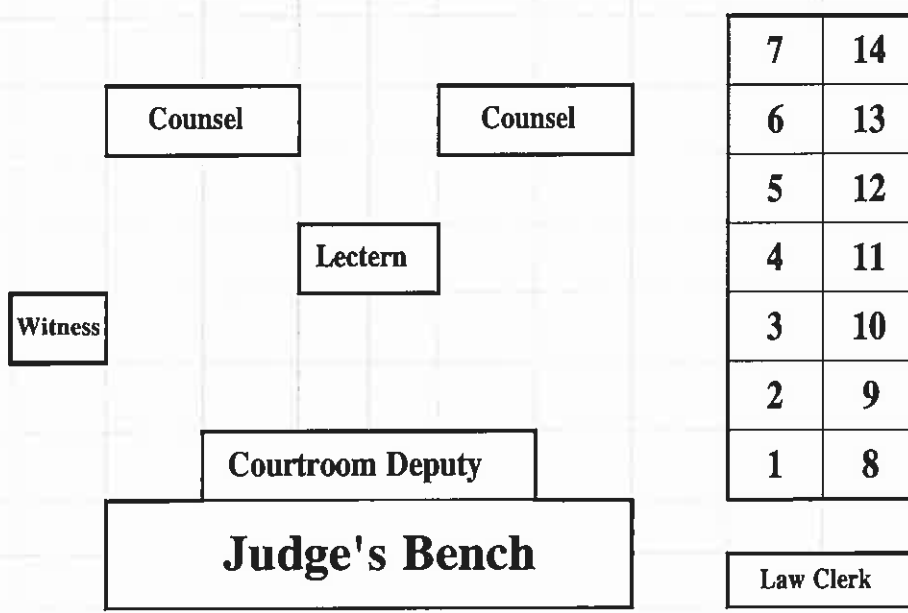 7 14
Counsel Counsel 6 13
5 12
Lectern 4 11
Witness 3 10
2 9
Courtroom Deputy 1 8
Judge's Bench
Law Clerk